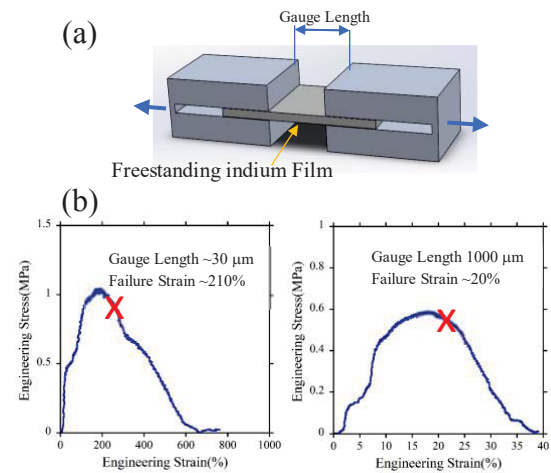 Gauge Length
(a)
Freestanding indium Film
(b)
1.5
1
0.5
0
Engineering Stress(MPa)
Gauge Length ~30 μm
Failure Strain ~210%
X
0 200 400 600 800 1000
Engineering Strain(%)
1
0.8
0.6
0.4
0.2
0
Engineering Stress(MPa)
Gauge Length 1000 μm
Failure Strain ~20%
X
0 5 10 15 20 25 30 35 40
Engineering Strain(%)